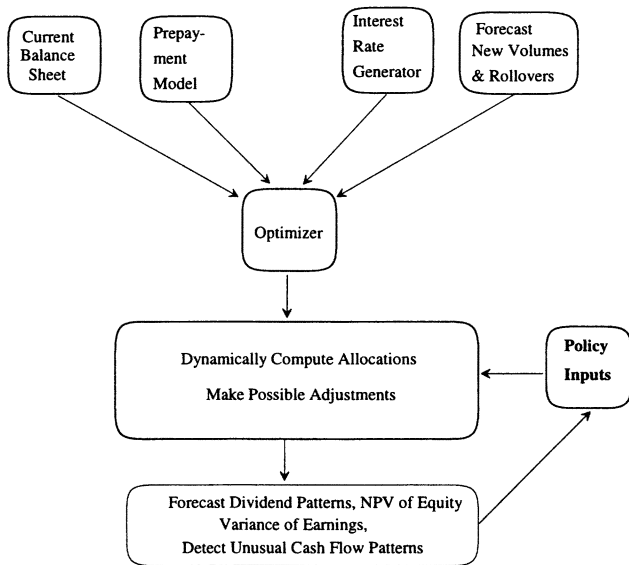 Current
Balance
Sheet
Prepay-
ment
Model
Interest
Rate
Generator
Forecast
New Volumes
& Rollovers
Optimizer
Dynamically Compute Allocations
Make Possible Adjustments
Policy
Inputs
Forecast Dividend Patterns, NPV of Equity
Variance of Earnings,
Detect Unusual Cash Flow Patterns